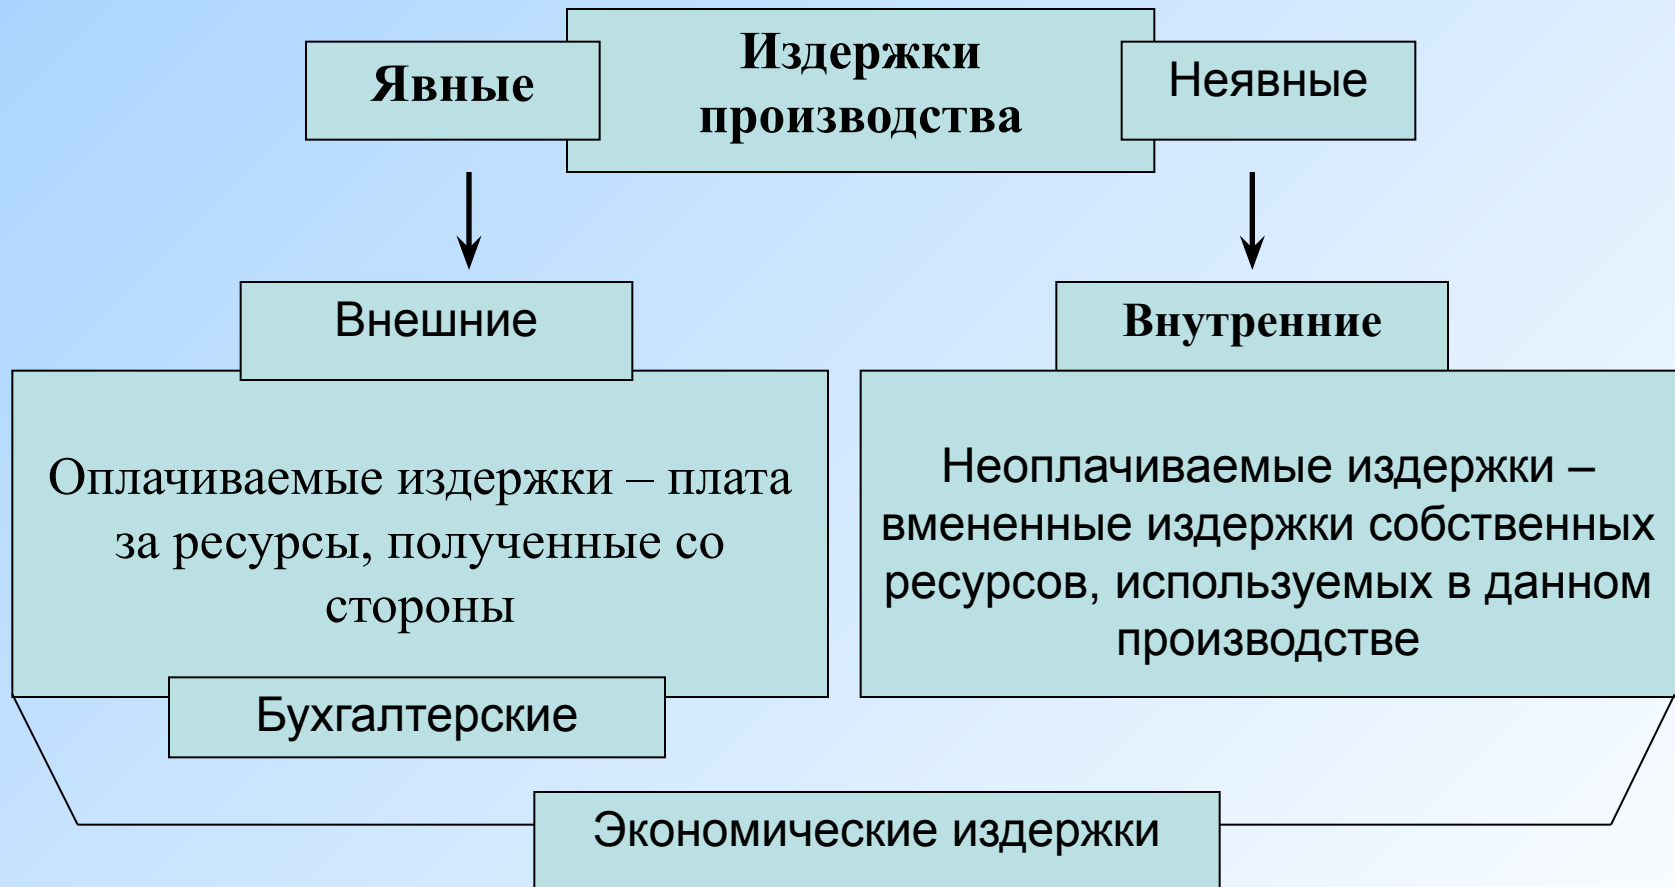 Явные
Издержки
производства
Неявные
Внешние
Внутренние
Оплачиваемые издержки – плата
за ресурсы, полученные со
стороны
Неоплачиваемые издержки –
вмененные издержки собственных
ресурсов, используемых в данном
производстве
Бухгалтерские
Экономические издержки